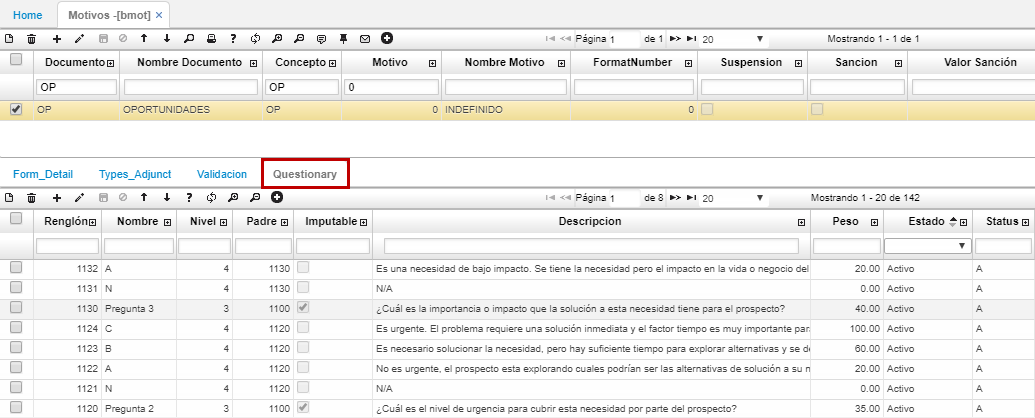 Home Motivos -[bmot] ×
Página 1 de 1 20 Mostrando 1 - 1 de 1
Documento Nombre Documento Concepto Motivo Nombre Motivo FormatNumber Suspension Sancion Valor Sanción
OP OP 0
OP OPORTUNIDADES OP 0 INDEFINIDO 0
Form_Detail Types_Adjunct Validacion Questionary
Página 1 de 8 20 Mostrando 1 - 20 de 142
Renglón Nombre Nivel Padre Imputable Descripcion Peso Estado Status
1132 A 4 1130 Es una necesidad de bajo impacto. Se tiene la necesidad pero el impacto en la vida o negocio del 20.00 Activo A
1131 N 4 1130 N/A 0.00 Activo A
1130 Pregunta 3 3 1100 ¿Cuál es la importancia o impacto que la solución a esta necesidad tiene para el prospecto? 40.00 Activo A
1124 C 4 1120 Es urgente. El problema requiere una solución inmediata y el factor tiempo es muy importante par 100.00 Activo A
1123 B 4 1120 Es necesario solucionar la necesidad, pero hay suficiente tiempo para explorar alternativas y se de 60.00 Activo A
1122 A 4 1120 No es urgente, el prospecto esta explorando cuales podrían ser las alternativas de solución a su n 20.00 Activo A
1121 N 4 1120 N/A 0.00 Activo A
1120 Pregunta 2 3 1100 ¿Cuál es el nivel de urgencia para cubrir esta necesidad por parte del prospecto? 35.00 Activo A